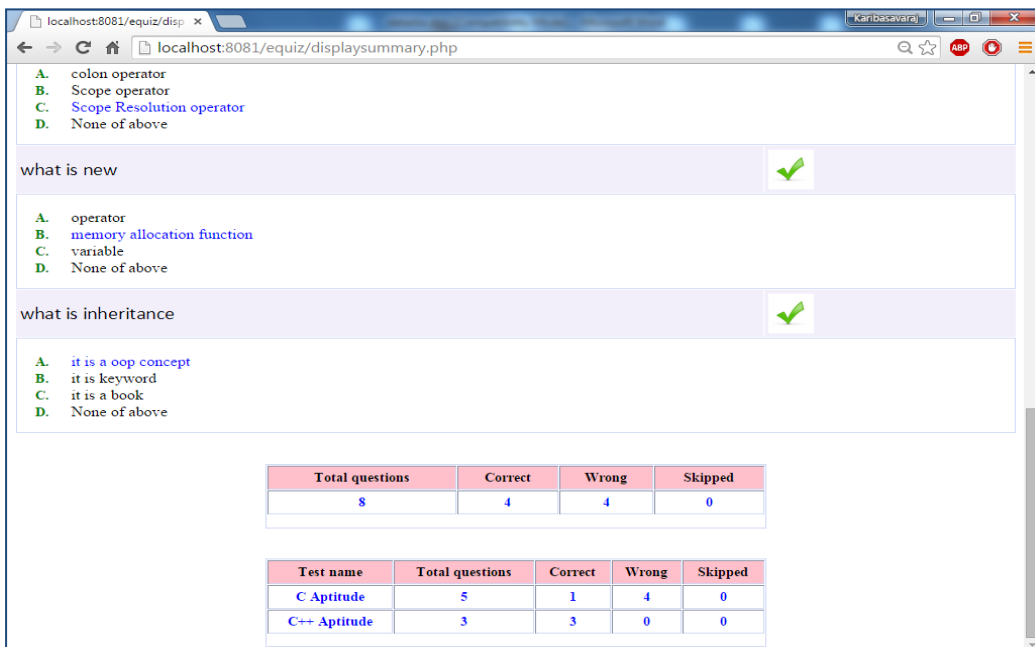 localhost:8081/equiz/disp
Karibasavaraj
localhost:8081/equiz/displaysummary.php
ABP
A. colon operator
B. Scope operator
C. Scope Resolution operator
D. None of above
what is new
A. operator
B. memory allocation function
C. variable
D. None of above
what is inheritance
A. it is a oop concept
B. it is keyword
C. it is a book
D. None of above
Total questions Correct Wrong Skipped
8 4 4 0
Test name Total questions Correct Wrong Skipped
C Aptitude 5 1 4 0
C++ Aptitude 3 3 0 0